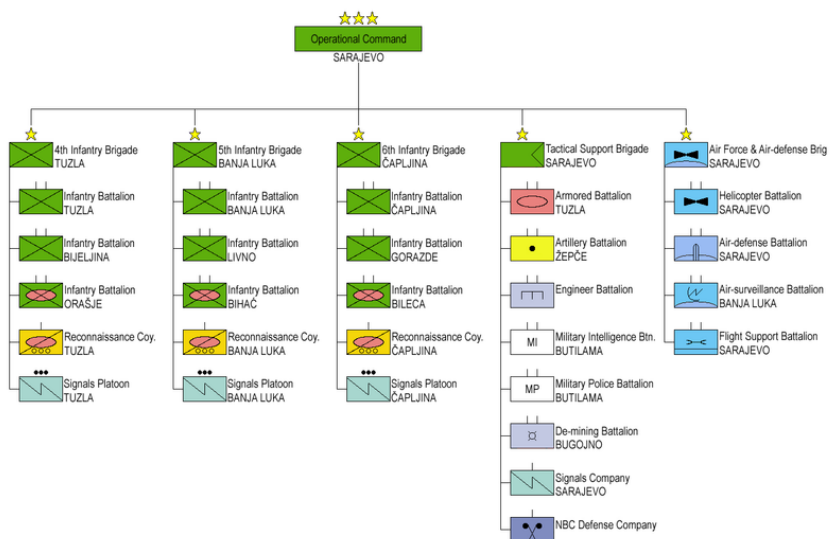 Operational Command
SARAJEVO
4th Infantry Brigade
TUZLA
Infantry Battalion
TUZLA
Infantry Battalion
BIJELJINA
Infantry Battalion
ORAŠJE
Reconnaissance Coy.
TUZLA
Signals Platoon
TUZLA
5th Infantry Brigade
BANJA LUKA
Infantry Battalion
BANJA LUKA
Infantry Battalion
LIVNO
Infantry Battalion
BIHAĆ
Reconnaissance Coy.
BANJA LUKA
Signals Platoon
BANJA LUKA
6th Infantry Brigade
ČAPLJINA
Infantry Battalion
ČAPLJINA
Infantry Battalion
GORAZDE
Infantry Battalion
BILECA
Reconnaissance Coy.
ČAPLJINA
Signals Platoon
ČAPLJINA
Tactical Support Brigade
SARAJEVO
Armored Battalion
TUZLA
Artillery Battalion
ŽEPČE
Engineer Battalion
MI
Military Intelligence Btn.
BUTILAMA
MP
Military Police Battalion
BUTILAMA
De-mining Battalion
BUGOJNO
Signals Company
SARAJEVO
NBC Defense Company
Air Force & Air-defense Brig
SARAJEVO
Helicopter Battalion
SARAJEVO
Air-defense Battalion
SARAJEVO
Air-surveillance Battalion
BANJA LUKA
Flight Support Battalion
SARAJEVO